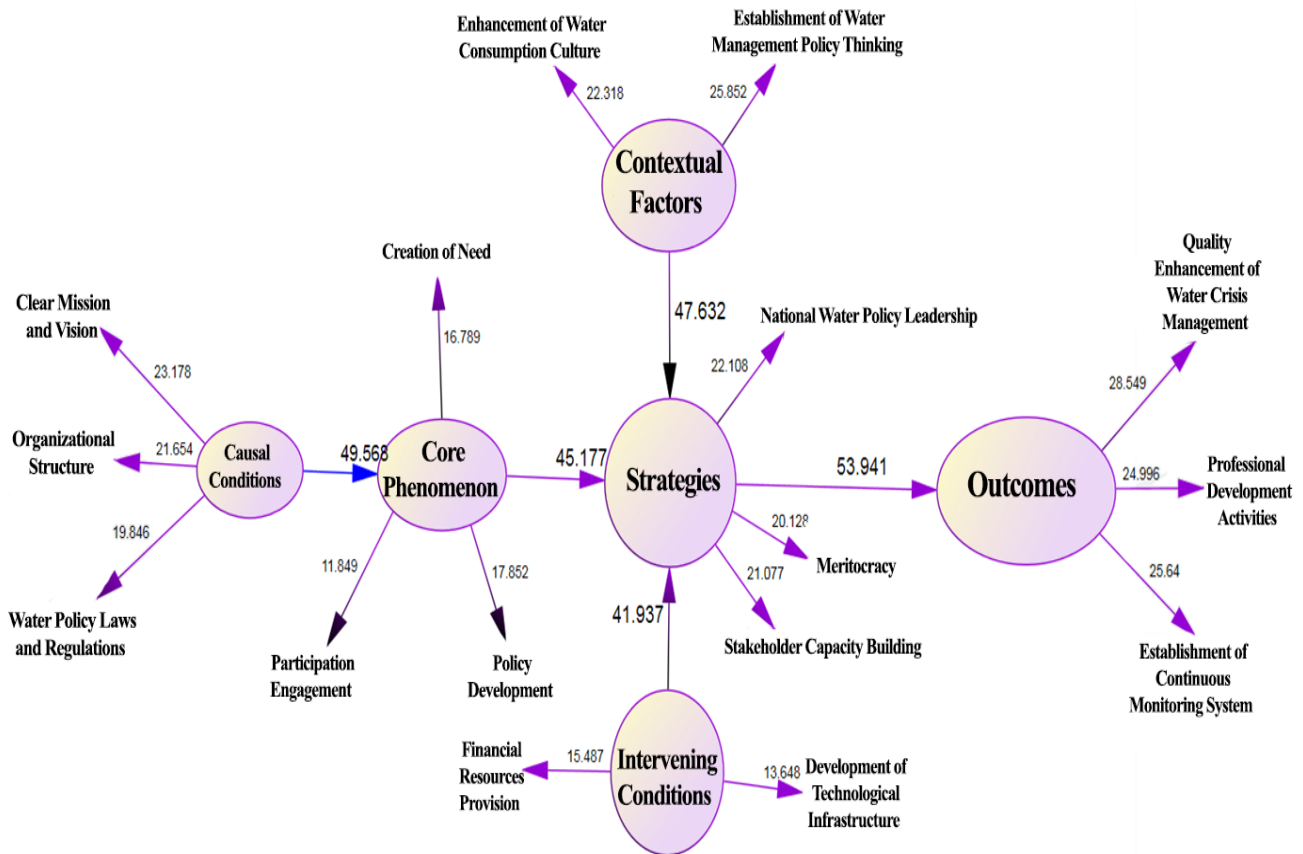 Enhancement of Water
Consumption Culture
Establishment of Water
Management Policy Thinking
22.318
25.852
Contextual
Factors
47.632
Creation of Need
16.789
Clear Mission
and Vision
23.178
Organizational
Structure
21.654
Causal
Conditions
19.846
Water Policy Laws
and Regulations
49.568
Core
Phenomenon
11.849
Participation
Engagement
17.852
Policy
Development
45.177
Strategies
National Water Policy Leadership
22.108
20.128
Meritocracy
21.077
Stakeholder Capacity Building
41.937
Intervening
Conditions
Financial
Resources
Provision
15.487
13.648
Development of
Technological
Infrastructure
53.941
Outcomes
Quality
Enhancement of
Water Crisis
Management
28.549
24.996
Professional
Development
Activities
25.64
Establishment of
Continuous
Monitoring System